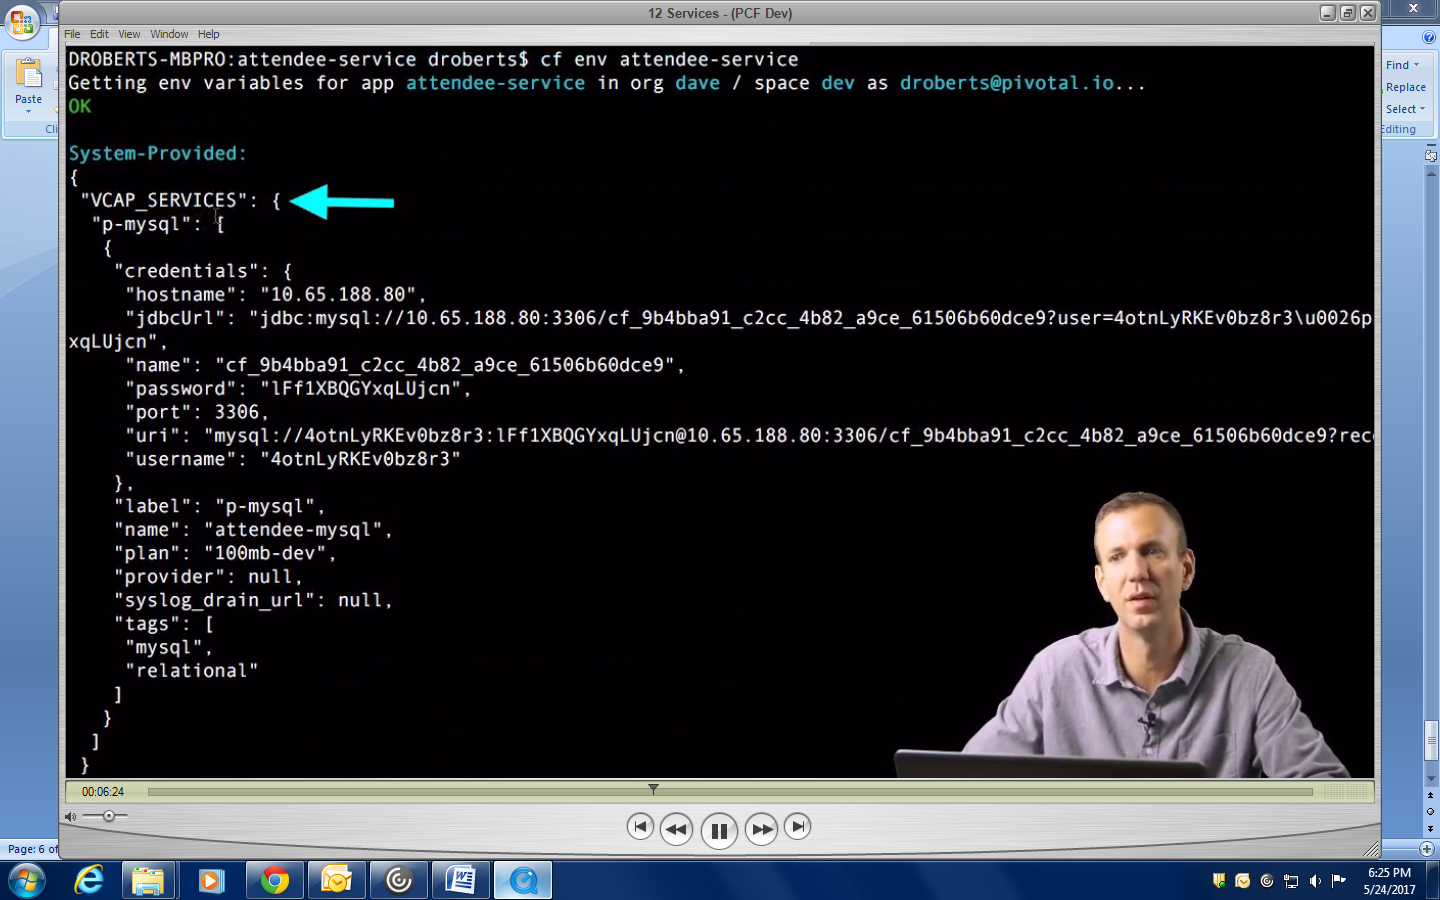 12 Services - (PCF Dev)
File Edit View Window Help
DROBERTS-MBPRO:attendee-service droberts$ cf env attendee-service
Getting env variables for app attendee-service in org dave / space dev as droberts@pivotal.io...
OK
System-Provided:
{
"VCAP_SERVICES": {
"p-mysql": [
{
"credentials": {
"hostname": "10.65.188.80",
"jdbcUrl": "jdbc:mysql://10.65.188.80:3306/cf_9b4bba91_c2cc_4b82_a9ce_61506b60dce9?user=4otnLyRKEv0bz8r3\u0026p
xqLUjcn",
"name": "cf_9b4bba91_c2cc_4b82_a9ce_61506b60dce9",
"password": "lFf1XBQGYxqLUjcn",
"port": 3306,
"uri": "mysql://4otnLyRKEv0bz8r3:lFf1XBQGYxqLUjcn@10.65.188.80:3306/cf_9b4bba91_c2cc_4b82_a9ce_61506b60dce9?reco
"username": "4otnLyRKEv0bz8r3"
},
"label": "p-mysql",
"name": "attendee-mysql",
"plan": "100mb-dev",
"provider": null,
"syslog_drain_url": null,
"tags": [
"mysql",
"relational"
]
}
]
}
00:06:24
Paste
Cli
Find
Replace
Select
Editing
Page: 6 of
6:25 PM
5/24/2017